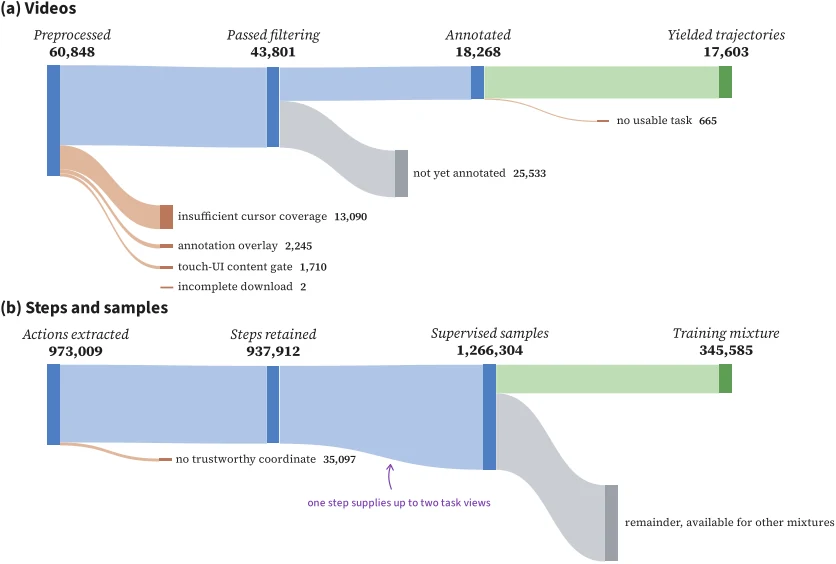 (a) Videos
Preprocessed
60,848
Passed filtering
43,801
Annotated
18,268
Yielded trajectories
17,603
no usable task 665
not yet annotated 25,533
insufficient cursor coverage 13,090
annotation overlay 2,245
touch-UI content gate 1,710
incomplete download 2
(b) Steps and samples
Actions extracted
973,009
Steps retained
937,912
Supervised samples
1,266,304
Training mixture
345,585
no trustworthy coordinate 35,097
one step supplies up to two task views
remainder, available for other mixtures